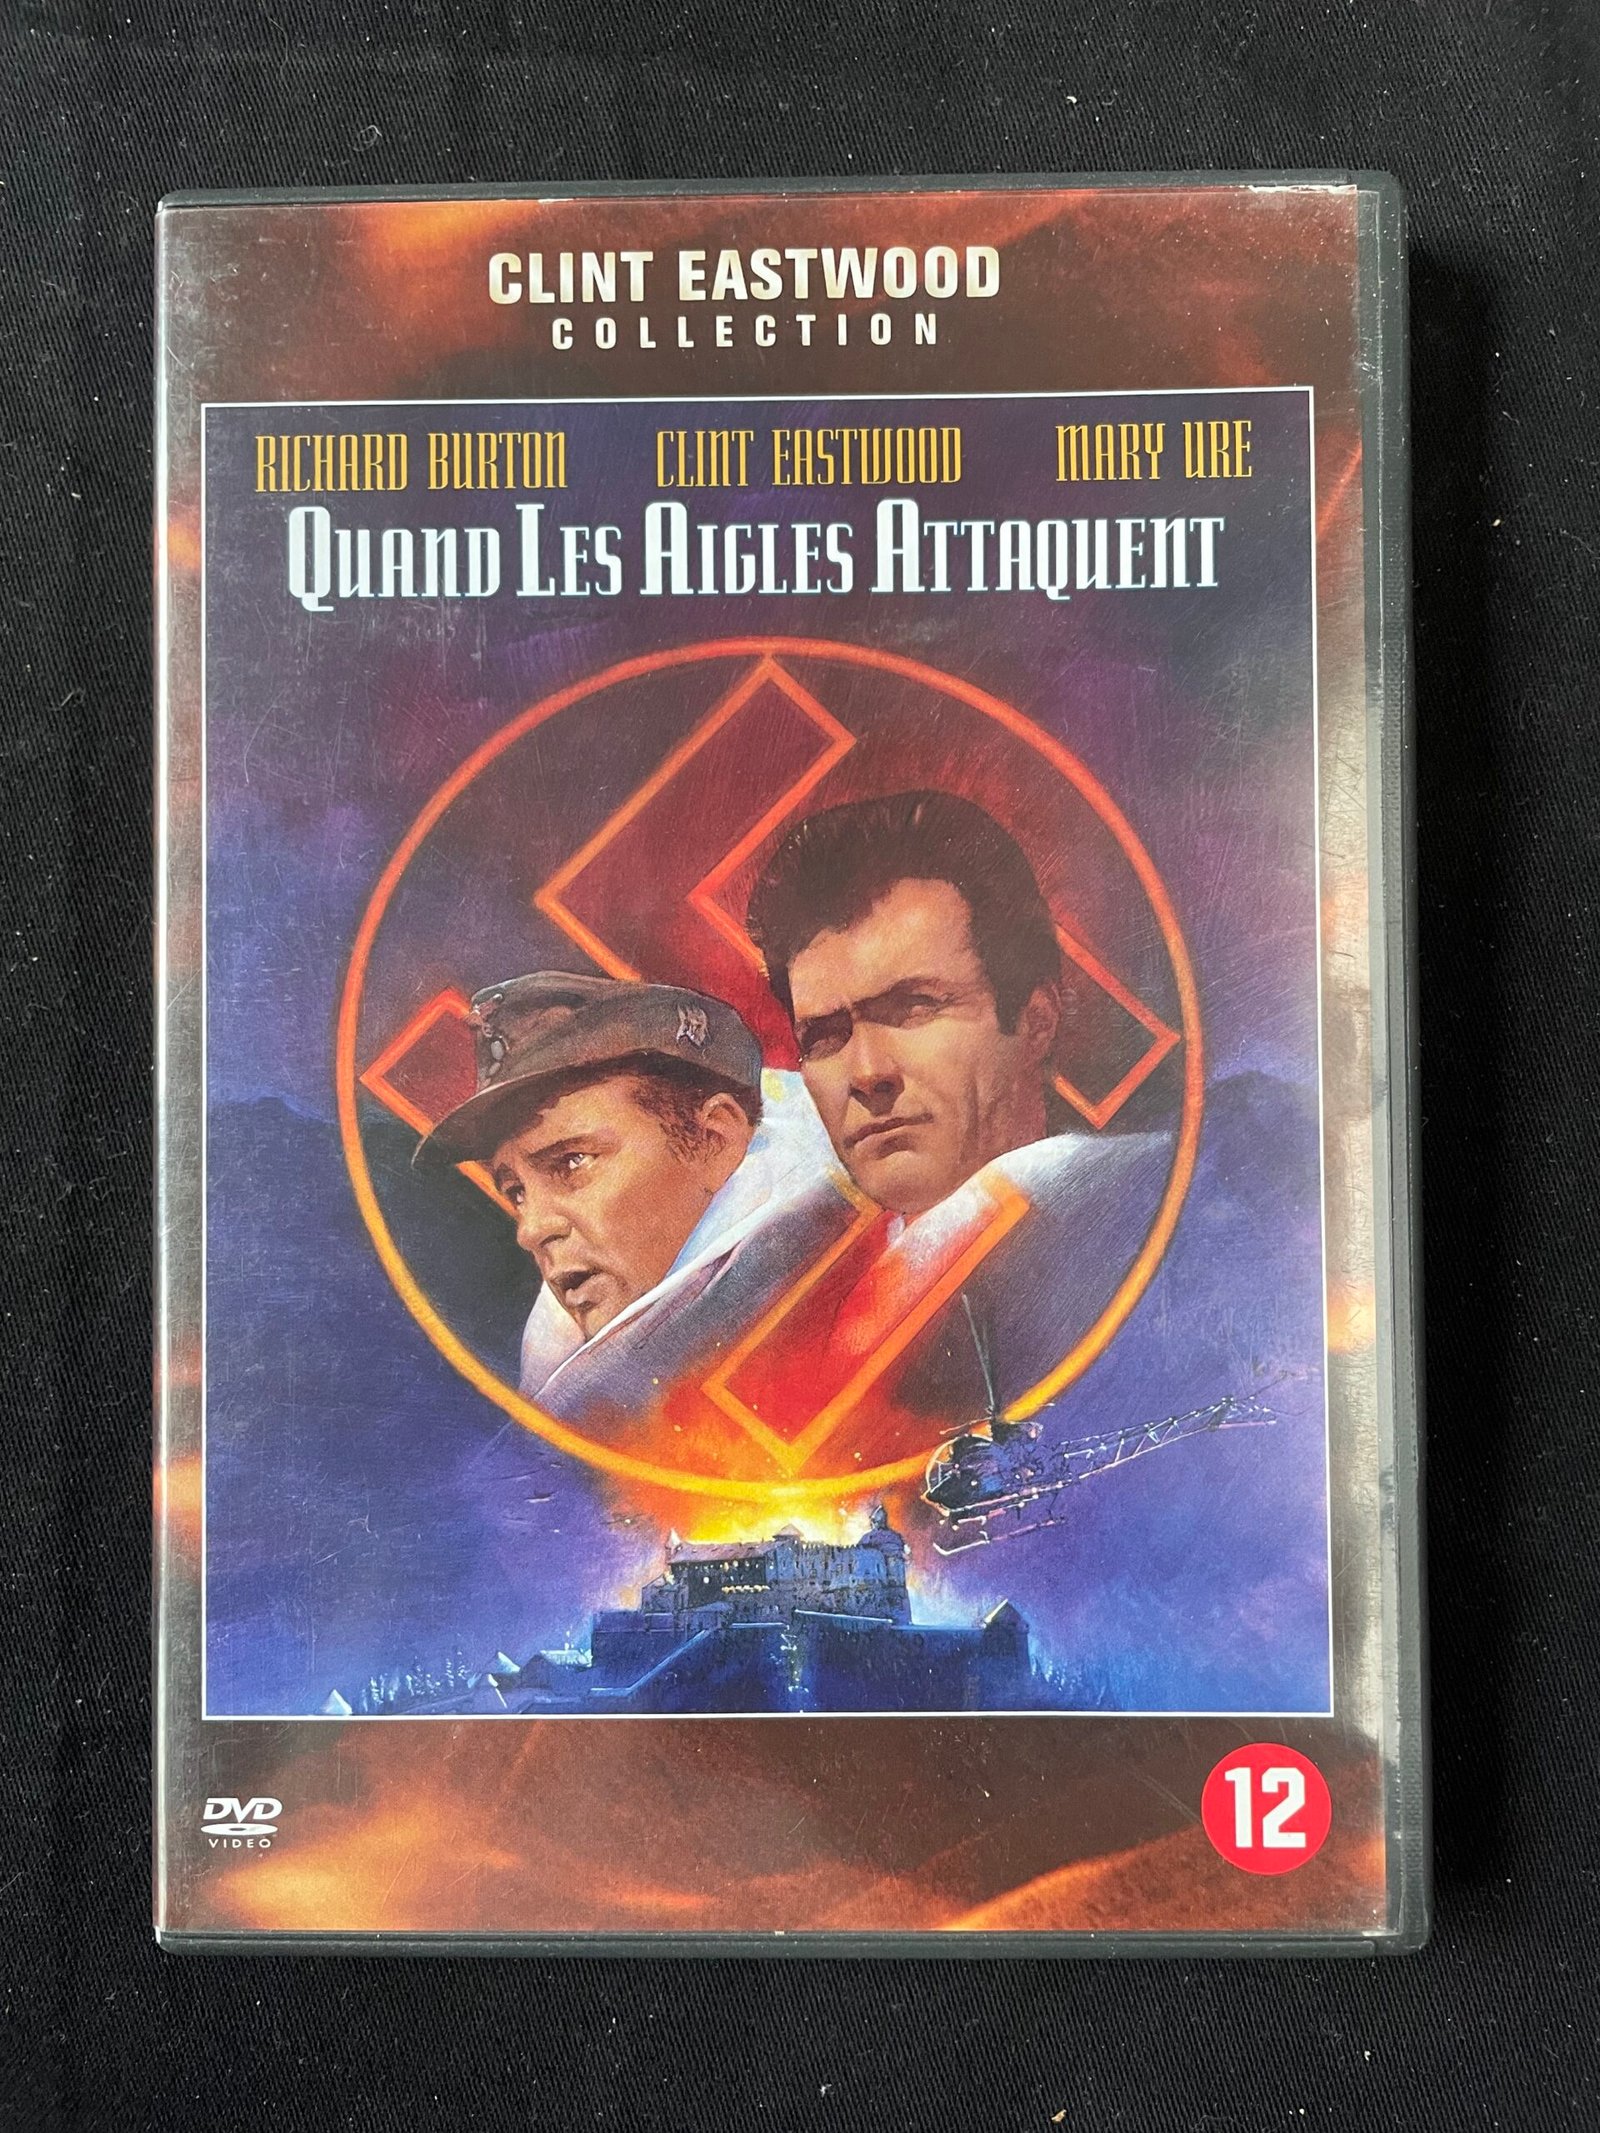 CLINT EASTWOOD
COLLECTION
RICHARD BURTON CLINT EASTWOOD MARY URE
QUAND LES AIGLES ATTAQUENT
DVD
VIDEO
12